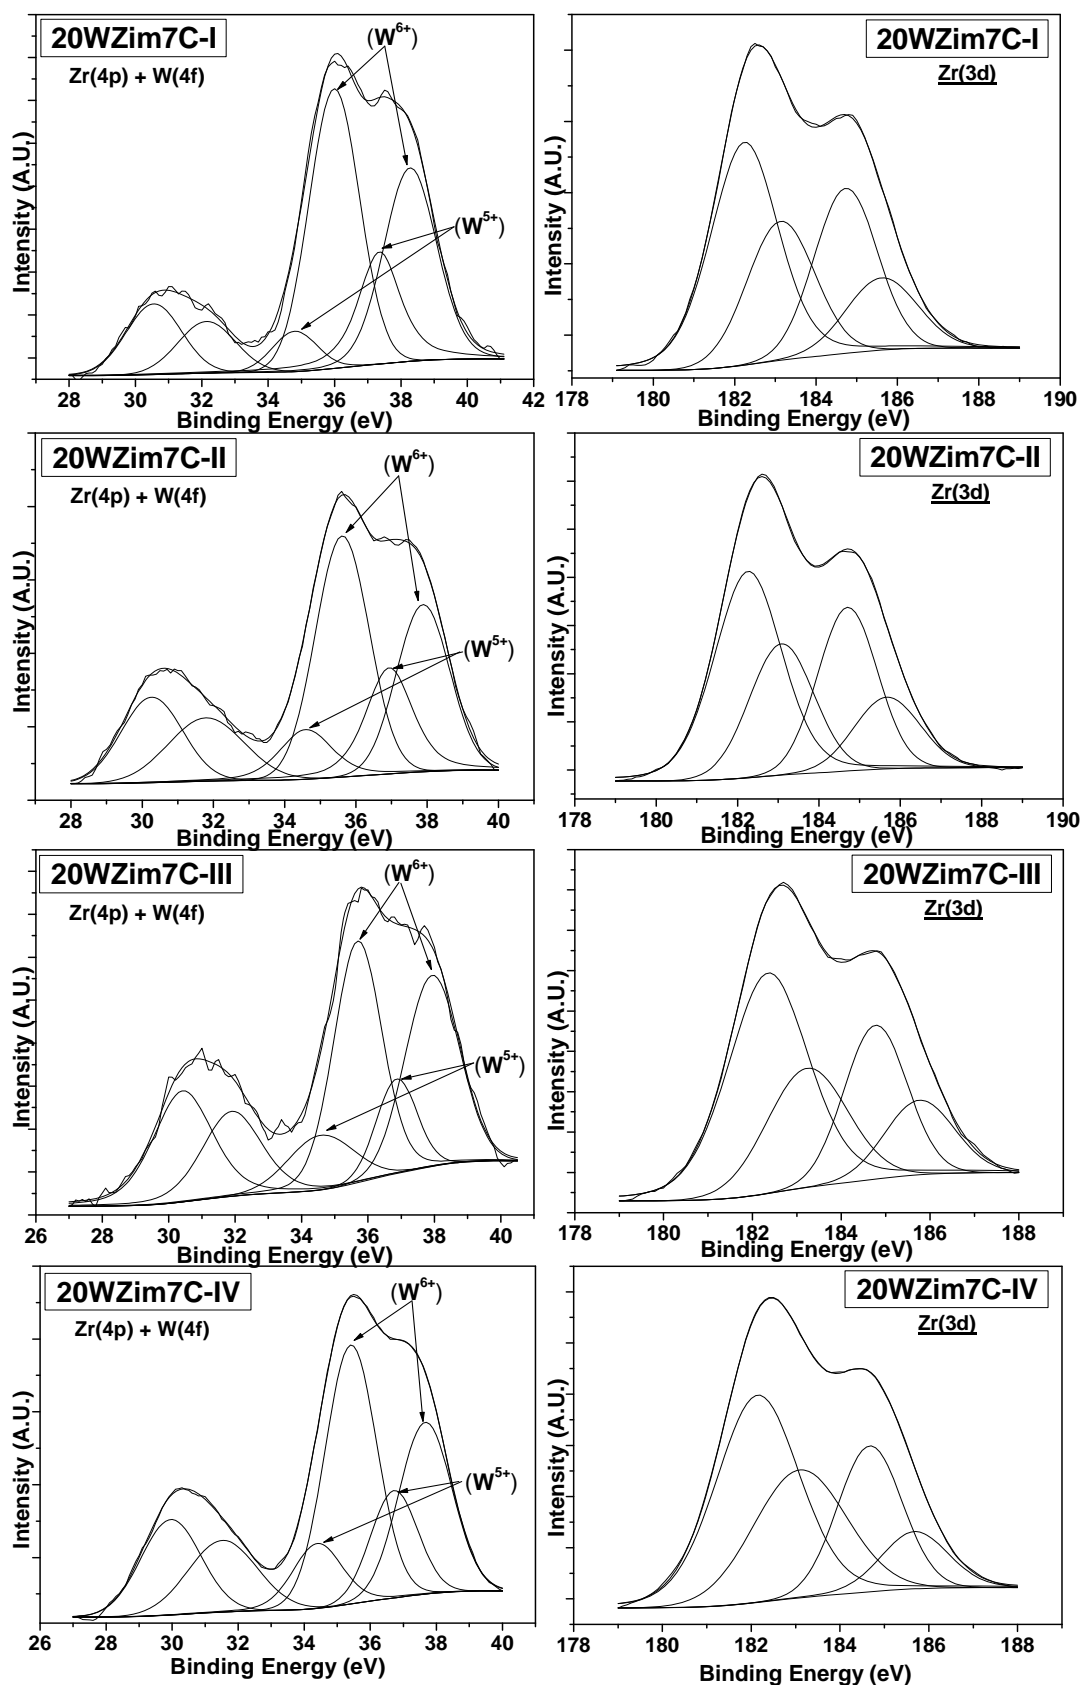 20WZim7C-I
Zr(4p) + W(4f)
(W6+)
(W5+)
Intensity (A.U.)
28 30 32 34 36 38 40 42
Binding Energy (eV)
20WZim7C-I
Zr(3d)
Intensity (A.U.)
178 180 182 184 186 188 190
Binding Energy (eV)
20WZim7C-II
Zr(4p) + W(4f)
(W6+)
(W5+)
Intensity (A.U.)
28 30 32 34 36 38 40
Binding Energy (eV)
20WZim7C-II
Zr(3d)
Intensity (A.U.)
178 180 182 184 186 188 190
Binding Energy (eV)
20WZim7C-III
Zr(4p) + W(4f)
(W6+)
(W5+)
Intensity (A.U.)
26 28 30 32 34 36 38 40
Binding Energy (eV)
20WZim7C-III
Zr(3d)
Intensity (A.U.)
178 180 182 184 186 188
Binding Energy (eV)
20WZim7C-IV
Zr(4p) + W(4f)
(W6+)
(W5+)
Intensity (A.U.)
26 28 30 32 34 36 38 40
Binding Energy (eV)
20WZim7C-IV
Zr(3d)
Intensity (A.U.)
178 180 182 184 186 188
Binding Energy (eV)